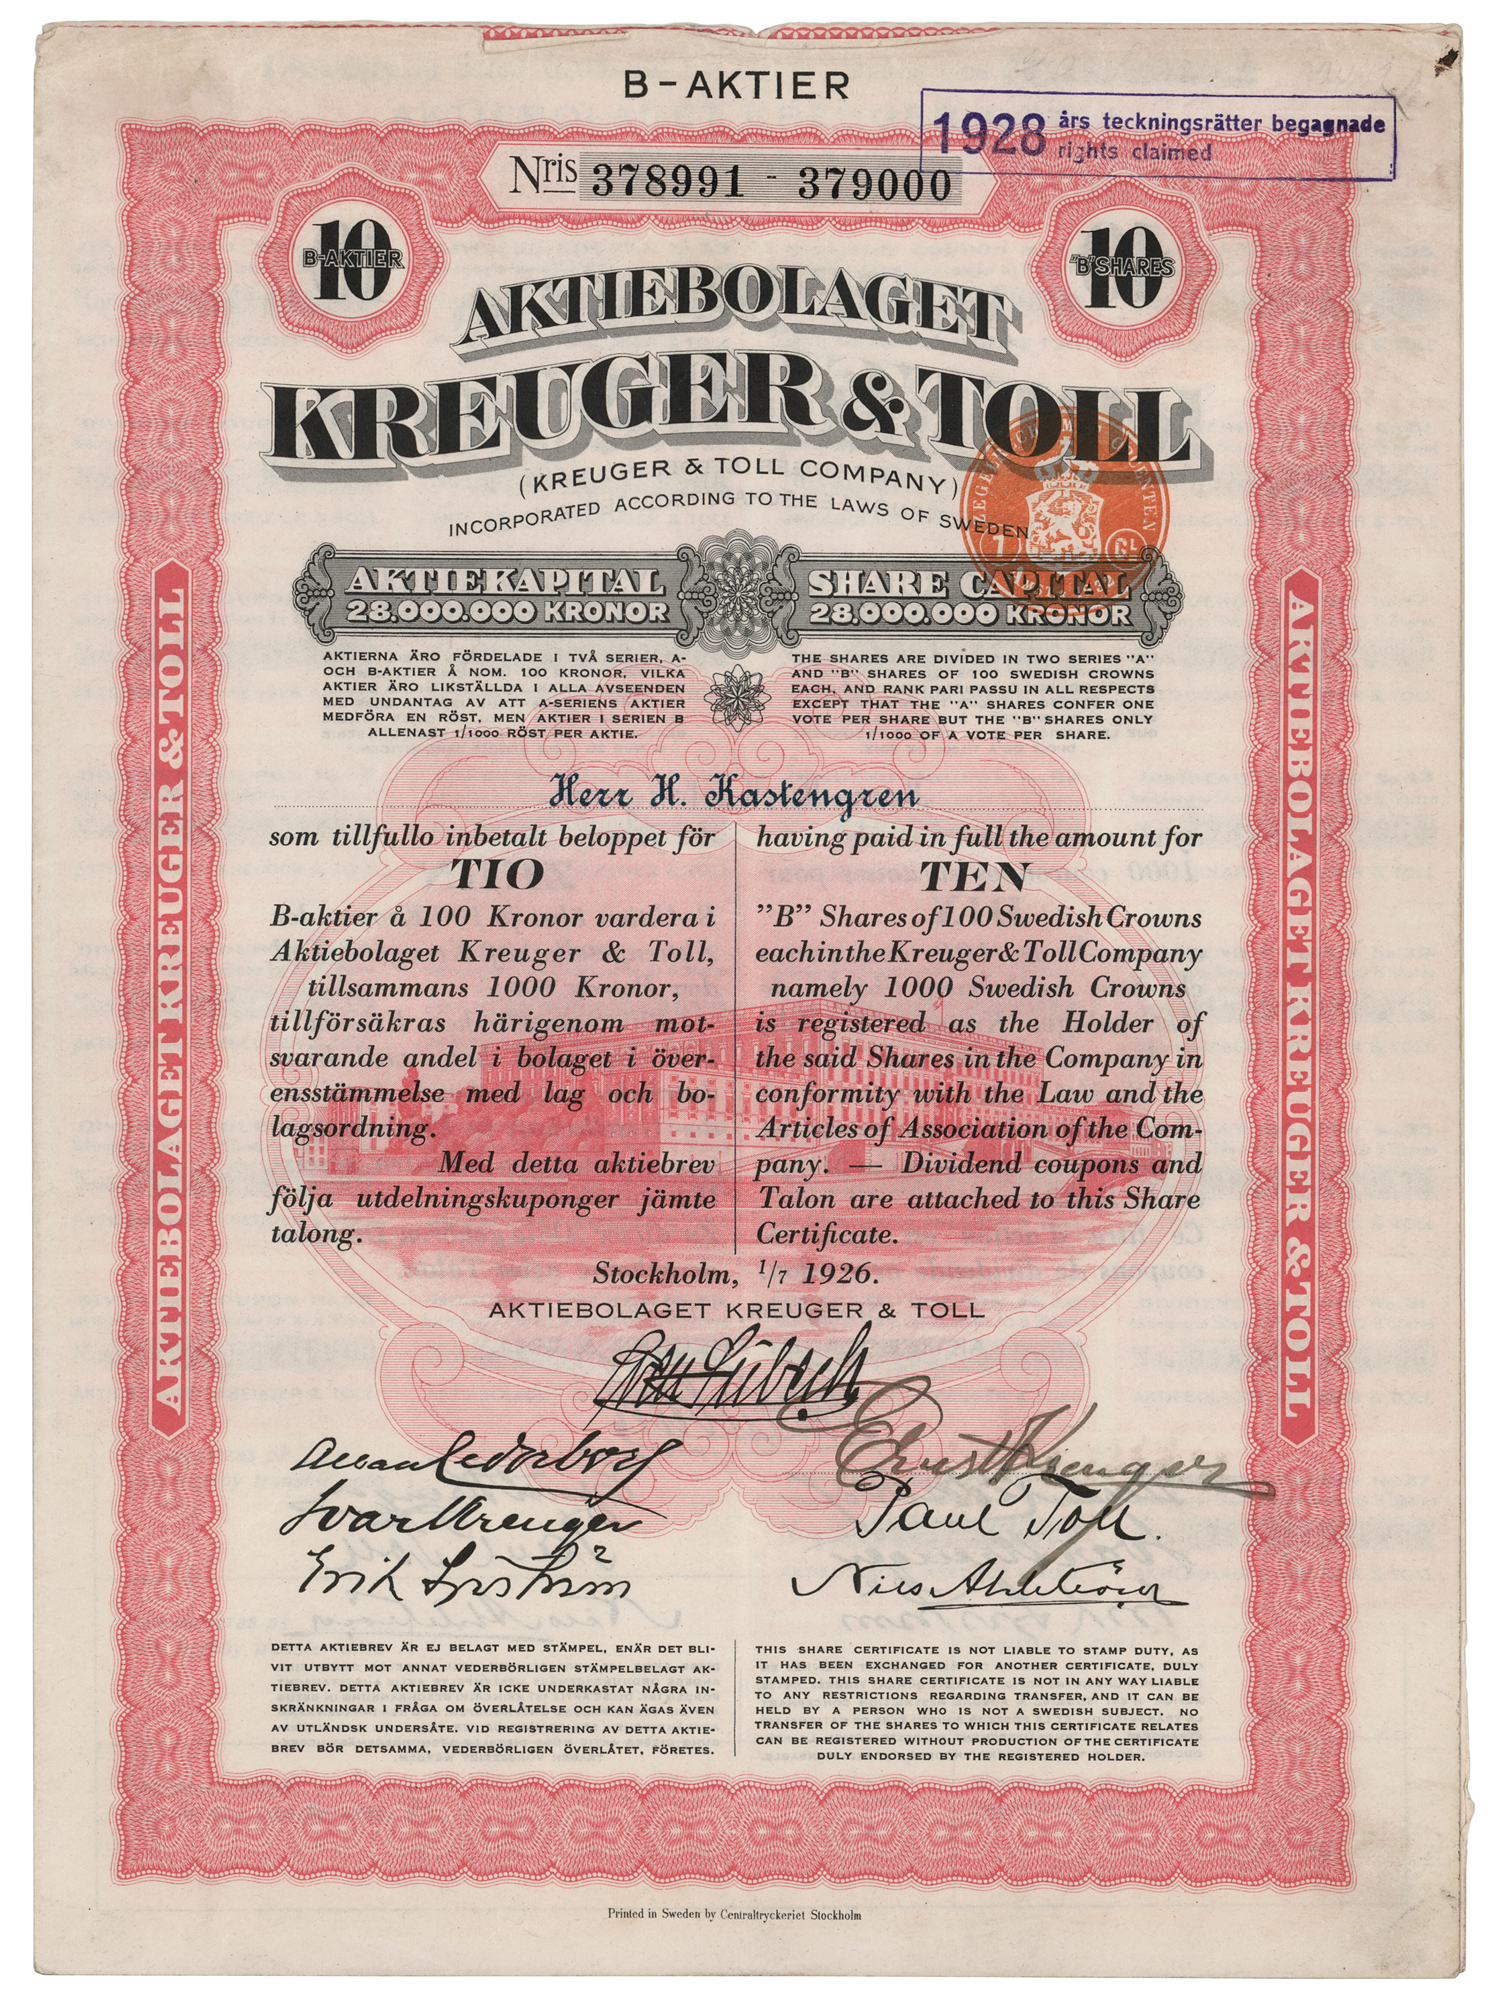 B-AKTIER
1928 års teckningsrätter begagnade
rights claimed
Nris 378991 - 379000
10
B-AKTIER
10
"B" SHARES
AKTIEBOLAGET
KREUGER & TOLL
(KREUGER & TOLL COMPANY)
INCORPORATED ACCORDING TO THE LAWS OF SWEDEN
AKTIEKAPITAL
28.000.000 KRONOR
SHARE CAPITAL
28.000.000 KRONOR
AKTIERNA ÄRO FÖRDELADE I TVÅ SERIER, A-
OCH B-AKTIER Å NOM. 100 KRONOR, VILKA
AKTIER ÄRO LIKSTÄLLDA I ALLA AVSEENDEN
MED UNDANTAG AV ATT A-SERIENS AKTIER
MEDFÖRA EN RÖST, MEN AKTIER I SERIEN B
ALLENAST 1/1000 RÖST PER AKTIE.
THE SHARES ARE DIVIDED IN TWO SERIES "A"
AND "B" SHARES OF 100 SWEDISH CROWNS
EACH, AND RANK PARI PASSU IN ALL RESPECTS
EXCEPT THAT THE "A" SHARES CONFER ONE
VOTE PER SHARE BUT THE "B" SHARES ONLY
1/1000 OF A VOTE PER SHARE.
Herr H. Kastengren
som tillfullo inbetalt beloppet för
TIO
B-aktier å 100 Kronor vardera i
Aktiebolaget Kreuger & Toll,
tillsammans 1000 Kronor,
tillförsäkras härigenom mot-
svarande andel i bolaget i över-
ensstämmelse med lag och bo-
lagsordning.
Med detta aktiebrev
följa utdelningskuponger jämte
talong.
having paid in full the amount for
TEN
"B" Shares of 100 Swedish Crowns
each in the Kreuger & Toll Company
namely 1000 Swedish Crowns
is registered as the Holder of
the said Shares in the Company in
conformity with the Law and the
Articles of Association of the Com-
pany. — Dividend coupons and
Talon are attached to this Share
Certificate.
Stockholm, 1/7 1926.
AKTIEBOLAGET KREUGER & TOLL
Ernst Kreuger
Ivar Kreuger
Paul Toll.
Erik Sjöström
Nils Ahlström
DETTA AKTIEBREV ÄR EJ BELAGT MED STÄMPEL, ENÄR DET BLI-
VIT UTBYTT MOT ANNAT VEDERBÖRLIGEN STÄMPELBELAGT AK-
TIEBREV. DETTA AKTIEBREV ÄR ICKE UNDERKASTAT NÅGRA IN-
SKRÄNKNINGAR I FRÅGA OM ÖVERLÅTELSE OCH KAN ÄGAS ÄVEN
AV UTLÄNDSK UNDERSÅTE. VID REGISTRERING AV DETTA AKTIE-
BREV BÖR DETSAMMA, VEDERBÖRLIGEN ÖVERLÅTET, FÖRETES.
THIS SHARE CERTIFICATE IS NOT LIABLE TO STAMP DUTY, AS
IT HAS BEEN EXCHANGED FOR ANOTHER CERTIFICATE, DULY
STAMPED. THIS SHARE CERTIFICATE IS NOT IN ANY WAY LIABLE
TO ANY RESTRICTIONS REGARDING TRANSFER, AND IT CAN BE
HELD BY A PERSON WHO IS NOT A SWEDISH SUBJECT. NO
TRANSFER OF THE SHARES TO WHICH THIS CERTIFICATE RELATES
CAN BE REGISTERED WITHOUT PRODUCTION OF THE CERTIFICATE
DULY ENDORSED BY THE REGISTERED HOLDER.
AKTIEBOLAGET KREUGER & TOLL
AKTIEBOLAGET KREUGER & TOLL
Printed in Sweden by Centraltryckeriet Stockholm